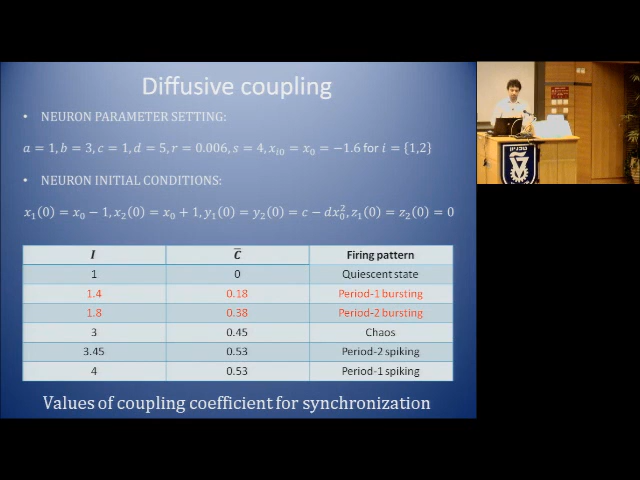 Diffusive coupling
• NEURON PARAMETER SETTING:
a = 1, b = 3, c = 1, d = 5, r = 0.006, s = 4, x_{i0} = x_0 = −1.6 for i = {1,2}
• NEURON INITIAL CONDITIONS:
x_1(0) = x_0 − 1, x_2(0) = x_0 + 1, y_1(0) = y_2(0) = c − dx_0^2, z_1(0) = z_2(0) = 0
I C̅ Firing pattern
1 0 Quiescent state
1.4 0.18 Period-1 bursting
1.8 0.38 Period-2 bursting
3 0.45 Chaos
3.45 0.53 Period-2 spiking
4 0.53 Period-1 spiking
Values of coupling coefficient for synchronization